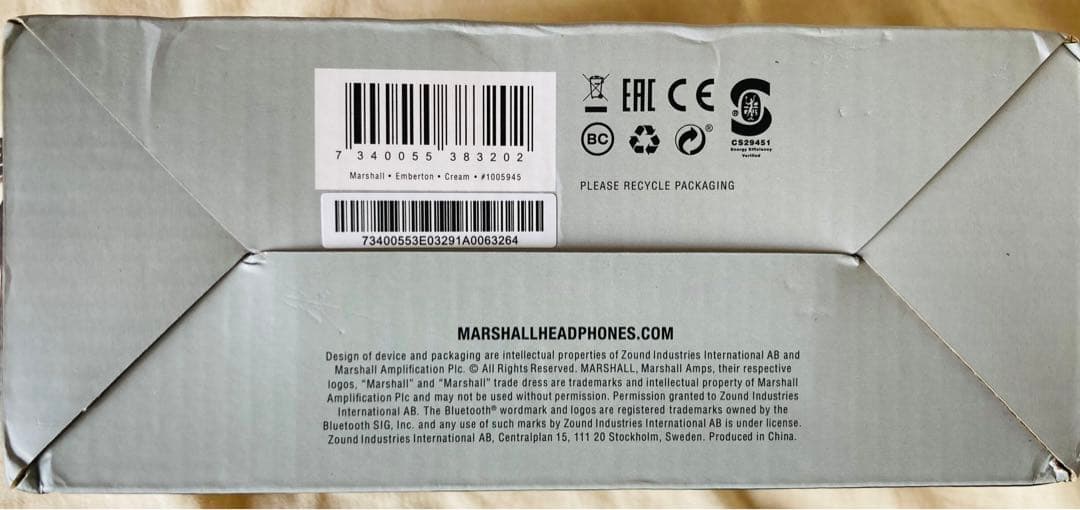 7 340055 383202
Marshall • Emberton • Cream • #1005945
73400553E03291A0063264
EAC CE
BC
®
®
CS29451
Energy Efficiency
Verified
PLEASE RECYCLE PACKAGING
MARSHALLHEADPHONES.COM
Design of device and packaging are intellectual properties of Zound Industries International AB and
Marshall Amplification Plc. © All Rights Reserved. MARSHALL, Marshall Amps, their respective
logos, "Marshall" and "Marshall" trade dress are trademarks and intellectual property of Marshall
Amplification Plc and may not be used without permission. Permission granted to Zound Industries
International AB. The Bluetooth® wordmark and logos are registered trademarks owned by the
Bluetooth SIG, Inc. and any use of such marks by Zound Industries International AB is under license.
Zound Industries International AB, Centralplan 15, 111 20 Stockholm, Sweden. Produced in China.